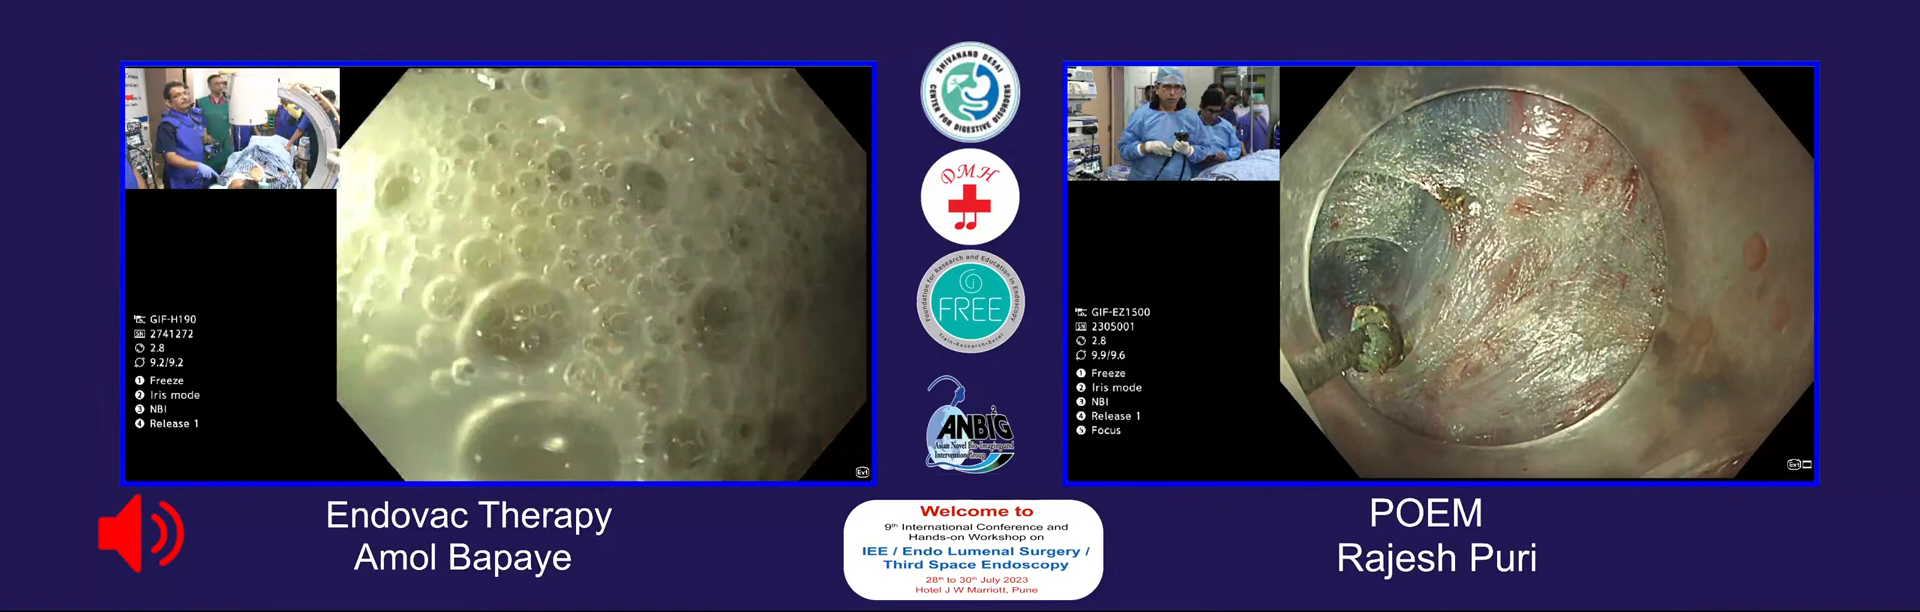 GIF-H190
2741272
2.8
9.2/9.2
1 Freeze
2 Iris mode
3 NBI
4 Release 1
Ext
SHIVANAND DESAI
CENTER FOR DIGESTIVE DISORDERS
DMH
Foundation for Research and Education in Endoscopy
FREE
Train-Research-Excel
ANBIG
2
Asian Novel Bio-Imaging and
Intervention Group
GIF-EZ1500
2305001
2.8
9.9/9.6
1 Freeze
2 Iris mode
3 NBI
4 Release 1
5 Focus
Ext
Endovac Therapy
Amol Bapaye
Welcome to
9th International Conference and
Hands-on Workshop on
IEE / Endo Lumenal Surgery /
Third Space Endoscopy
28th to 30th July 2023
Hotel J W Marriott, Pune
POEM
Rajesh Puri